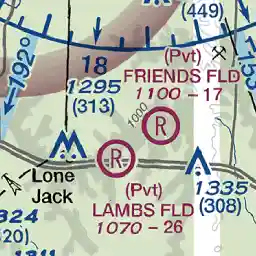 (449)
(Pvt)
FRIENDS FLD
1100 - 17
18
1295
(313)
192°
153
1000
R
R
Lone
Jack
(Pvt)
LAMBS FLD
1070 - 26
1335
(308)
324
20)